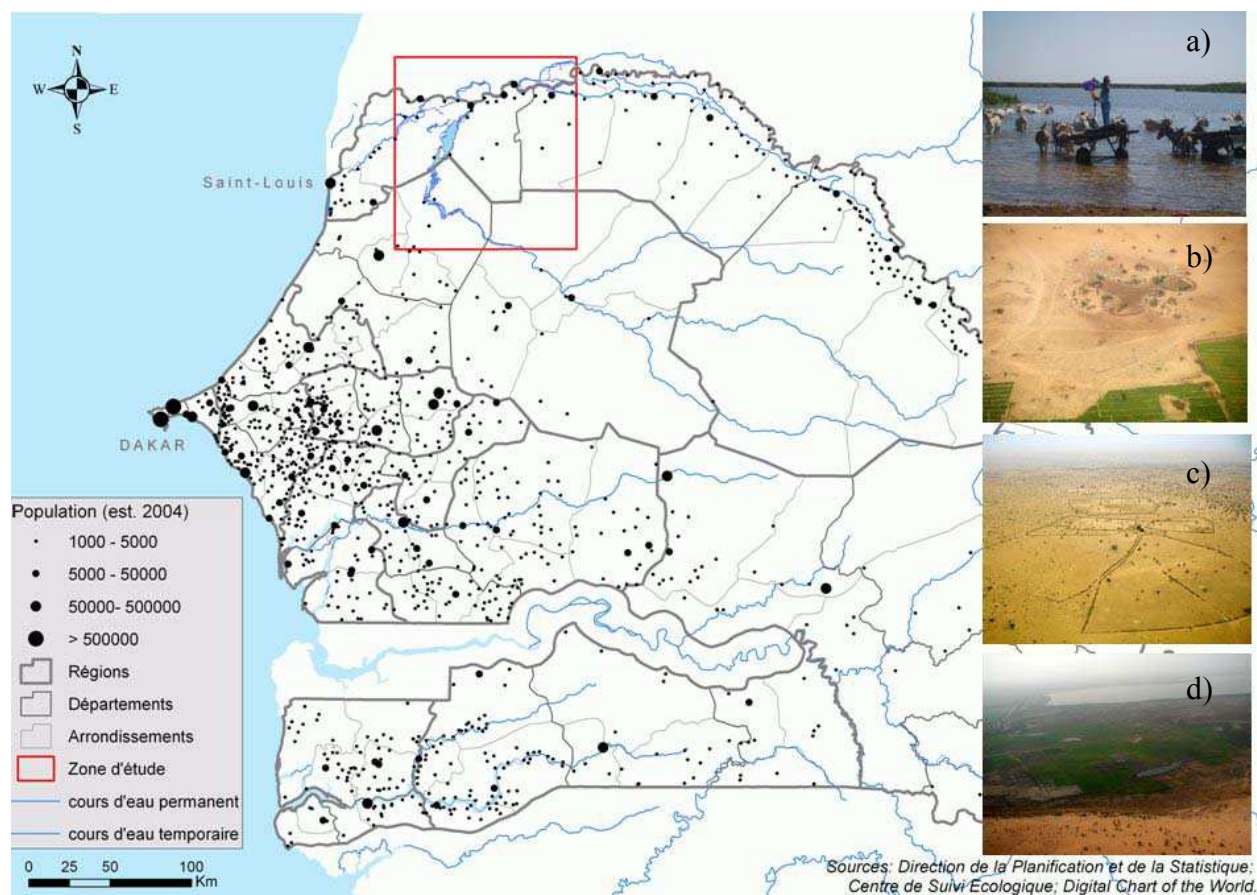 N
W E
S
Saint-Louis
DAKAR
Population (est. 2004)
1000 - 5000
5000 - 50000
50000- 500000
> 500000
Régions
Départements
Arrondissements
Zone d'étude
cours d'eau permanent
cours d'eau temporaire
0 50 100
Km
a)
b)
c)
d)
Sources: Direction de la Planification et de la Statistique;
Centre de Suivi Ecologique; Digital Chart of the World